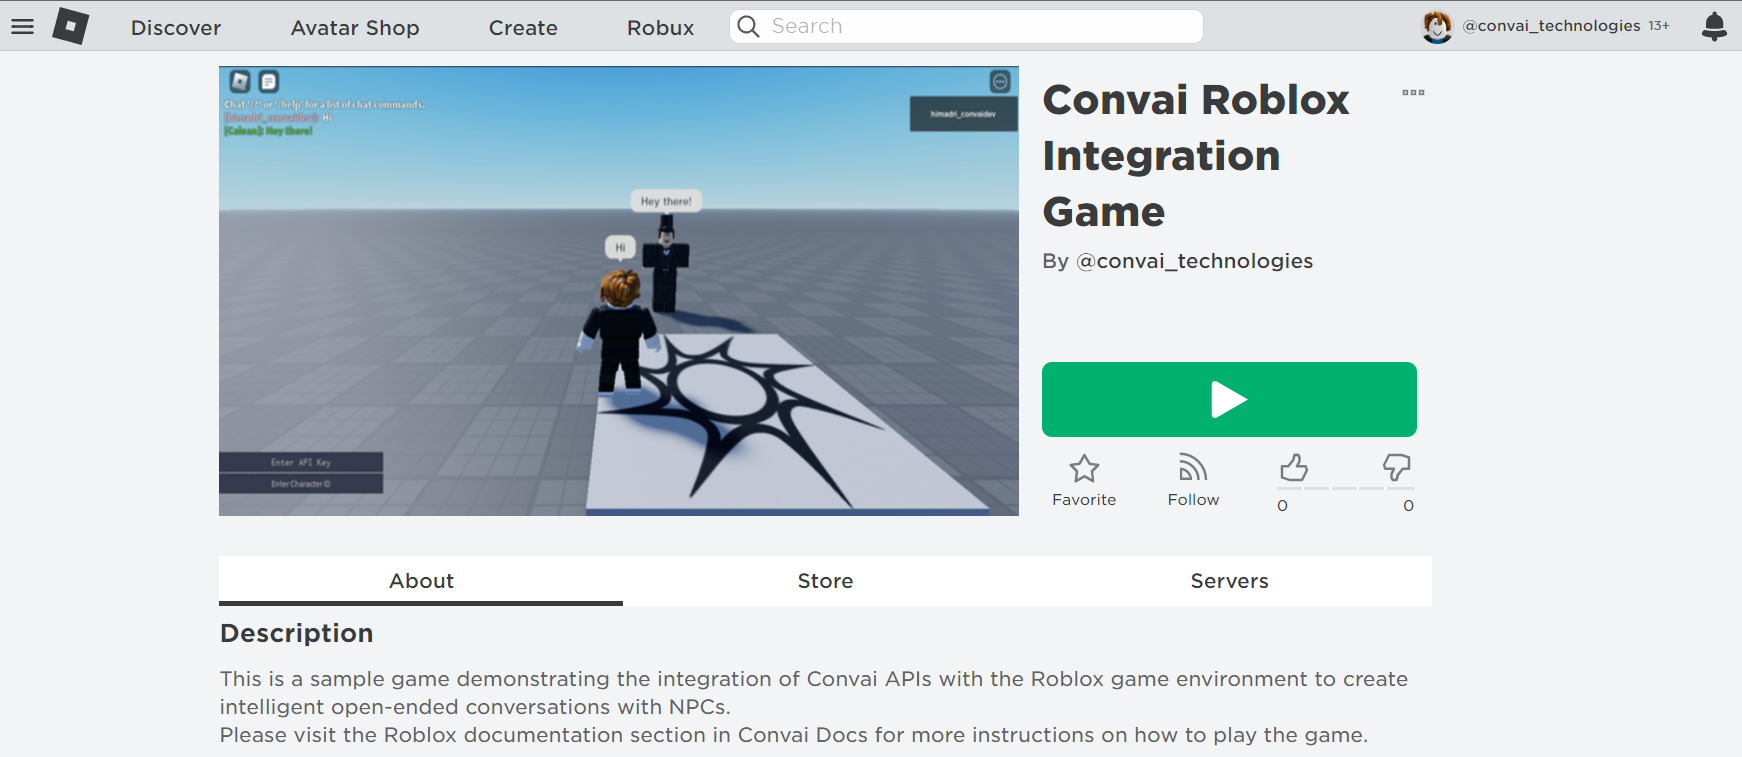 Discover
Avatar Shop
Create
Robux
Search
@convai_technologies 13+
Chat '/?' or '/help' for a list of chat commands.
[himadri_convaidev]: Hi
[Calean]: Hey there!
himadri_convaidev
Hey there!
Hi
Enter API Key
Enter Character ID
Convai Roblox
Integration
Game
By @convai_technologies
Favorite
Follow
0
0
About
Store
Servers
Description
This is a sample game demonstrating the integration of Convai APIs with the Roblox game environment to create
intelligent open-ended conversations with NPCs.
Please visit the Roblox documentation section in Convai Docs for more instructions on how to play the game.